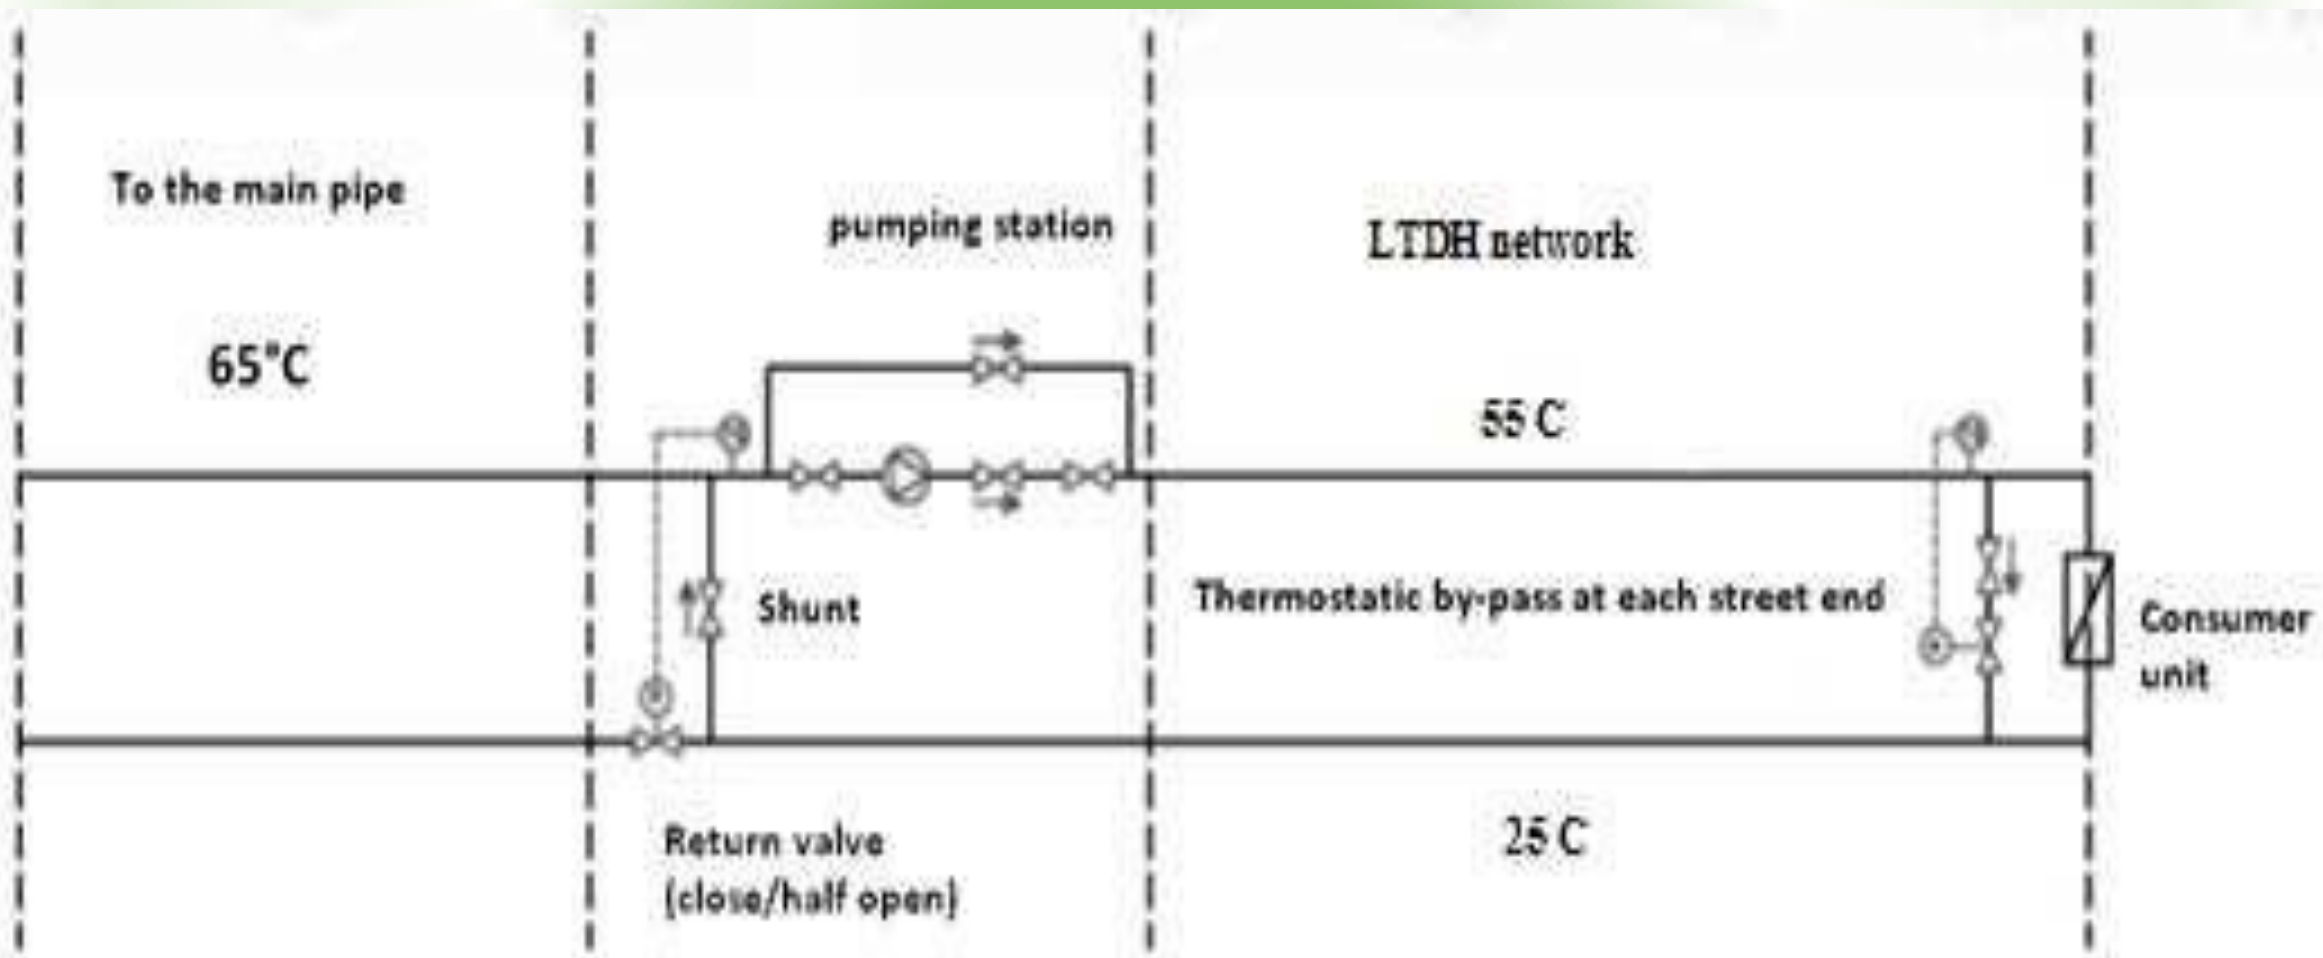 To the main pipe
pumping station
LTDH network
65°C
55 C
Shunt
Thermostatic by-pass at each street end
Consumer
unit
Return valve
(close/half open)
25 C